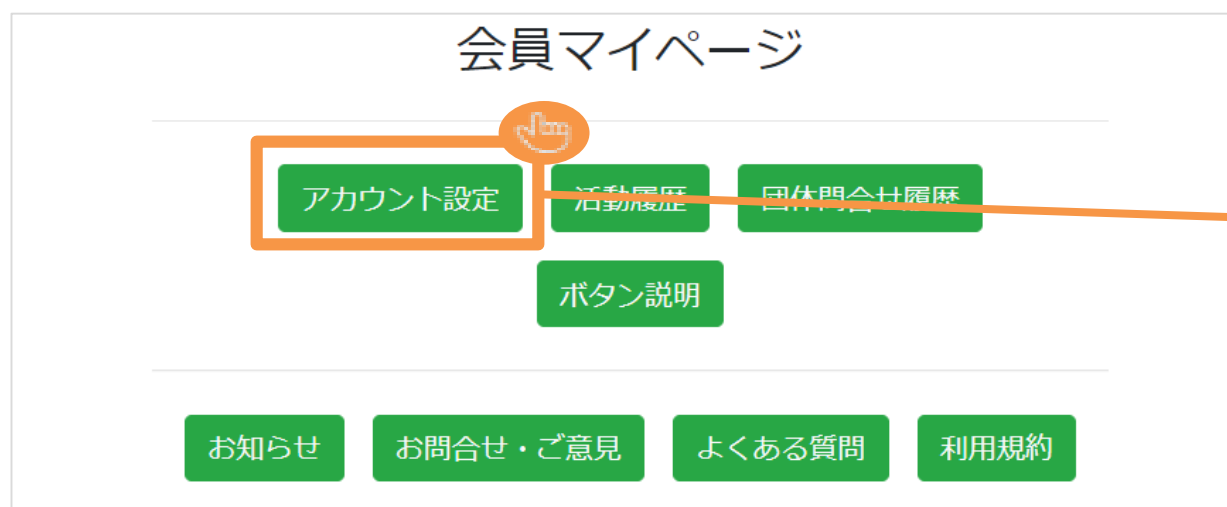 会員マイページ
アカウント設定 活動履歴 団体問合せ履歴
ボタン説明
お知らせ お問合せ・ご意見 よくある質問 利用規約